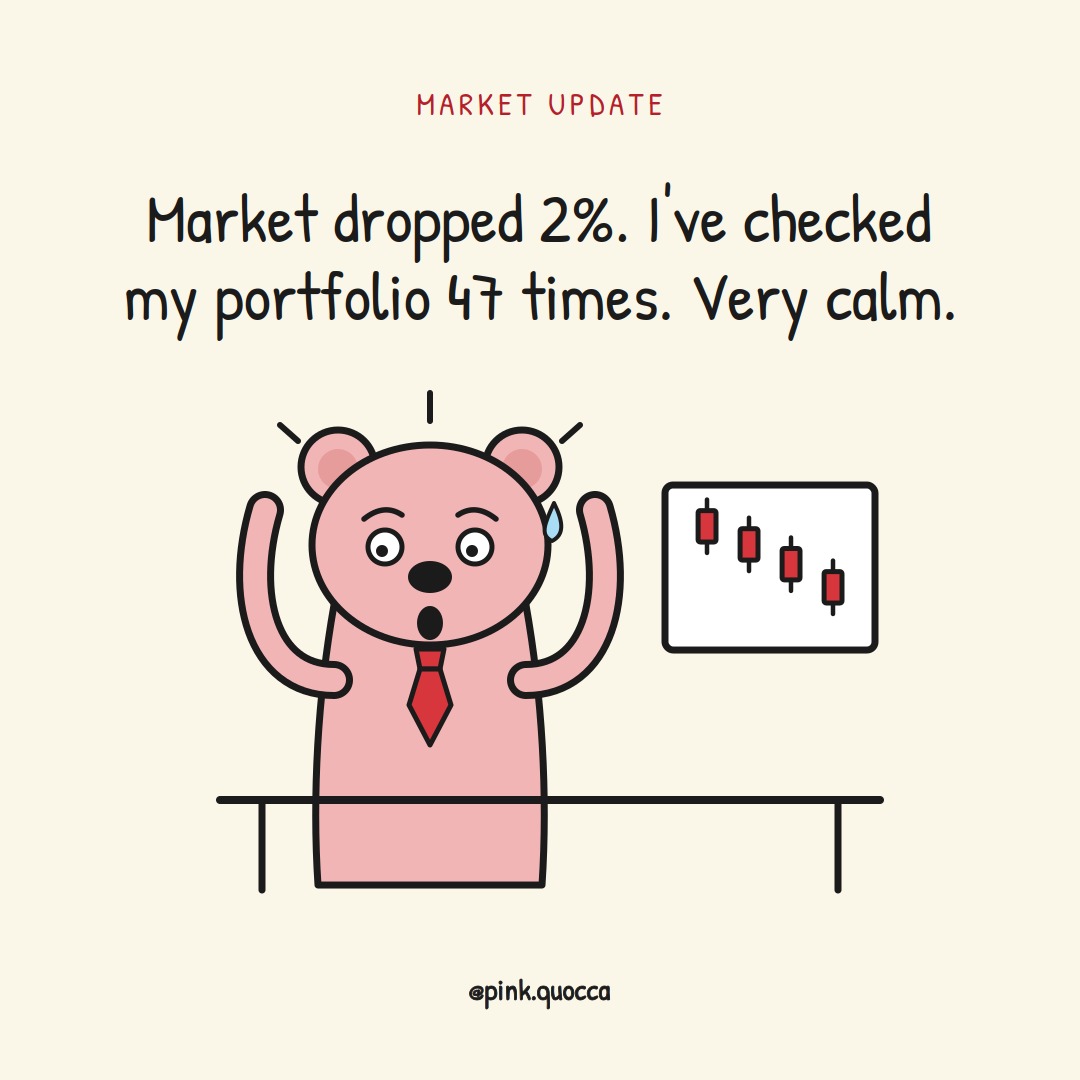 MARKET UPDATE
Market dropped 2%. I've checked
my portfolio 47 times. Very calm.
@pink.quocca